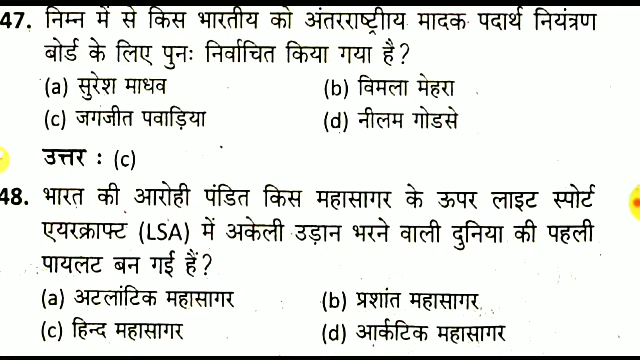 47. निम्न में से किस भारतीय को अंतरराष्ट्रीाय मादक पदार्थ नियंत्रण
बोर्ड के लिए पुनः निर्वाचित किया गया है?
(a) सुरेश माधव (b) विमला मेहरा
(c) जगजीत पवाड़िया (d) नीलम गोडसे
उत्तर : (c)
48. भारत की आरोही पंडित किस महासागर के ऊपर लाइट स्पोर्ट
एयरक्राफ्ट (LSA) में अकेली उड़ान भरने वाली दुनिया की पहली
पायलट बन गई हैं?
(a) अटलांटिक महासागर (b) प्रशांत महासागर
(c) हिन्द महासागर (d) आर्कटिक महासागर